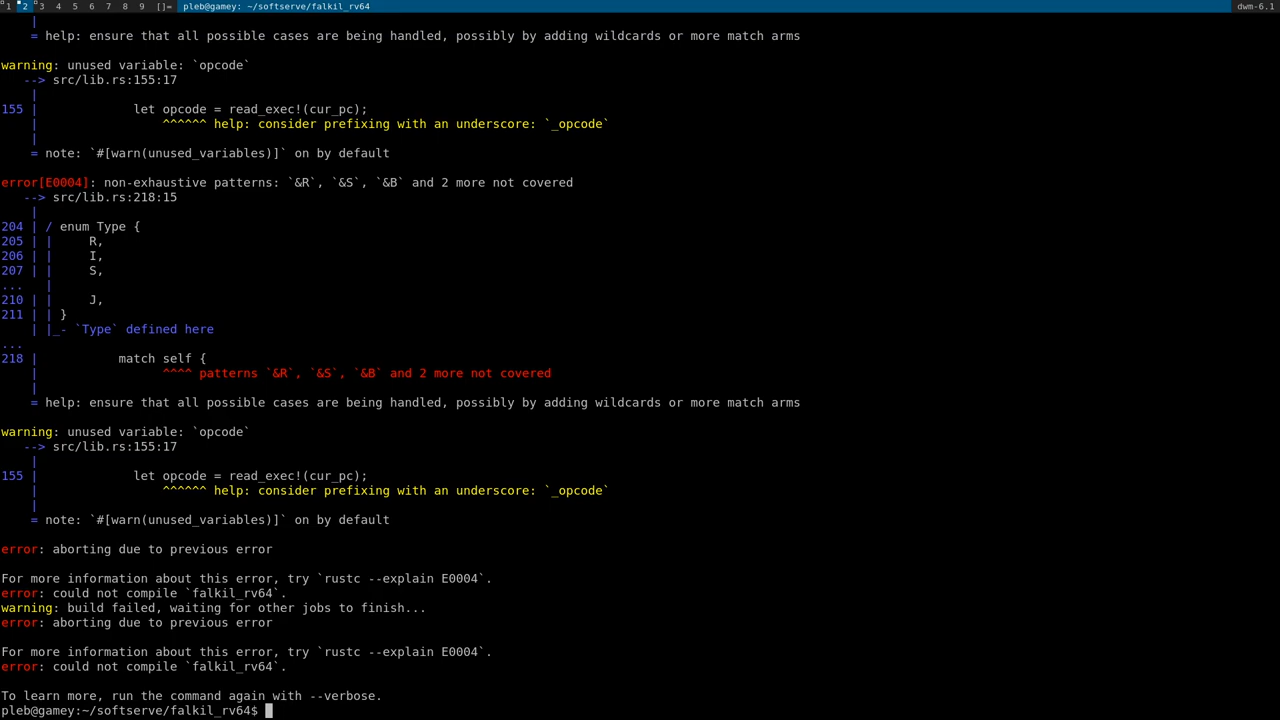 1 2 3 4 5 6 7 8 9 []= pleb@gamey: ~/softserve/falkil_rv64 dwm-6.1
|
= help: ensure that all possible cases are being handled, possibly by adding wildcards or more match arms
warning: unused variable: `opcode`
--> src/lib.rs:155:17
|
155 | let opcode = read_exec!(cur_pc);
| ^^^^^^ help: consider prefixing with an underscore: `_opcode`
|
= note: `#[warn(unused_variables)]` on by default
error[E0004]: non-exhaustive patterns: `&R`, `&S`, `&B` and 2 more not covered
--> src/lib.rs:218:15
|
204 | / enum Type {
205 | | R,
206 | | I,
207 | | S,
... |
210 | | J,
211 | | }
| |_- `Type` defined here
...
218 | match self {
| ^^^^ patterns `&R`, `&S`, `&B` and 2 more not covered
|
= help: ensure that all possible cases are being handled, possibly by adding wildcards or more match arms
warning: unused variable: `opcode`
--> src/lib.rs:155:17
|
155 | let opcode = read_exec!(cur_pc);
| ^^^^^^ help: consider prefixing with an underscore: `_opcode`
|
= note: `#[warn(unused_variables)]` on by default
error: aborting due to previous error
For more information about this error, try `rustc --explain E0004`.
error: could not compile `falkil_rv64`.
warning: build failed, waiting for other jobs to finish...
error: aborting due to previous error
For more information about this error, try `rustc --explain E0004`.
error: could not compile `falkil_rv64`.
To learn more, run the command again with --verbose.
pleb@gamey:~/softserve/falkil_rv64$